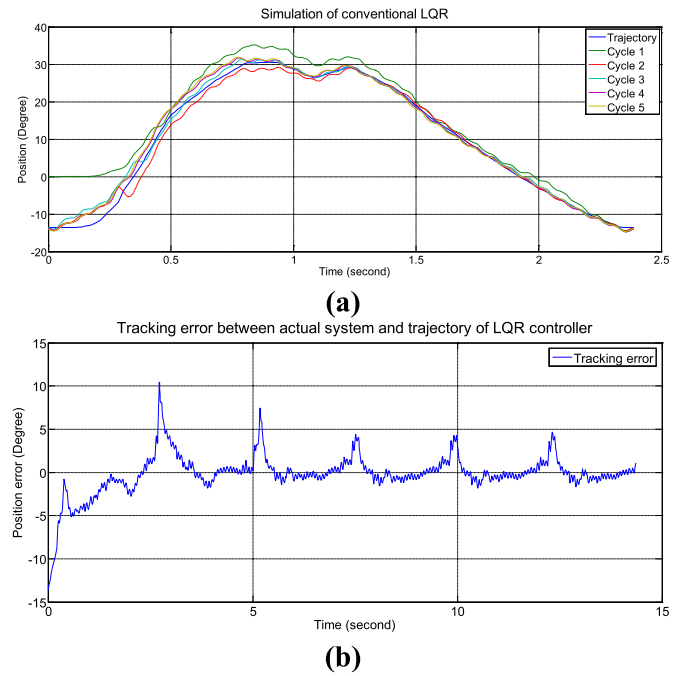 Simulation of conventional LQR
40
30
20
10
0
-10
-20
Position (Degree)
Trajectory
Cycle 1
Cycle 2
Cycle 3
Cycle 4
Cycle 5
0 0.5 1 1.5 2 2.5
Time (second)
(a)
Tracking error between actual system and trajectory of LQR controller
15
10
5
0
-5
-10
-15
Position error (Degree)
Tracking error
0 5 10 15
Time (second)
(b)